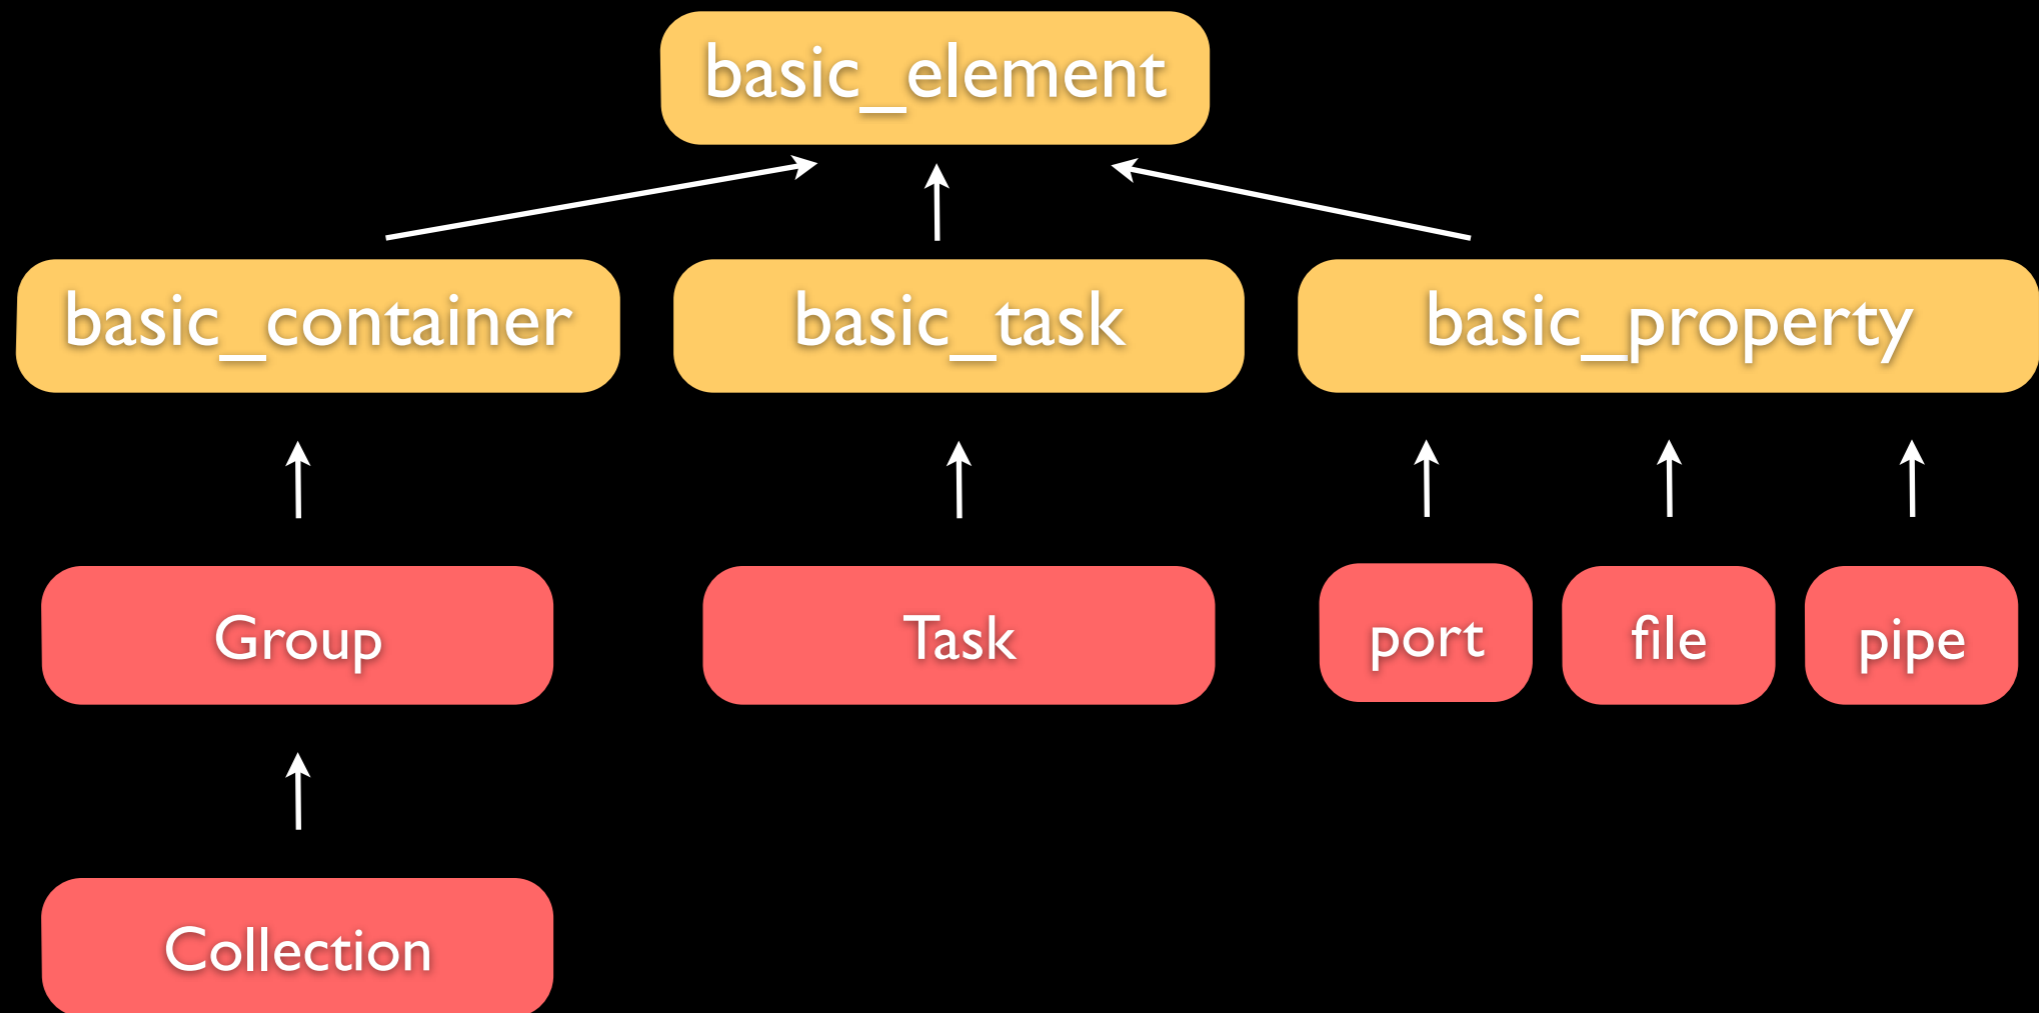 basic_element
basic_container
basic_task
basic_property
Group
Task
port
file
pipe
Collection